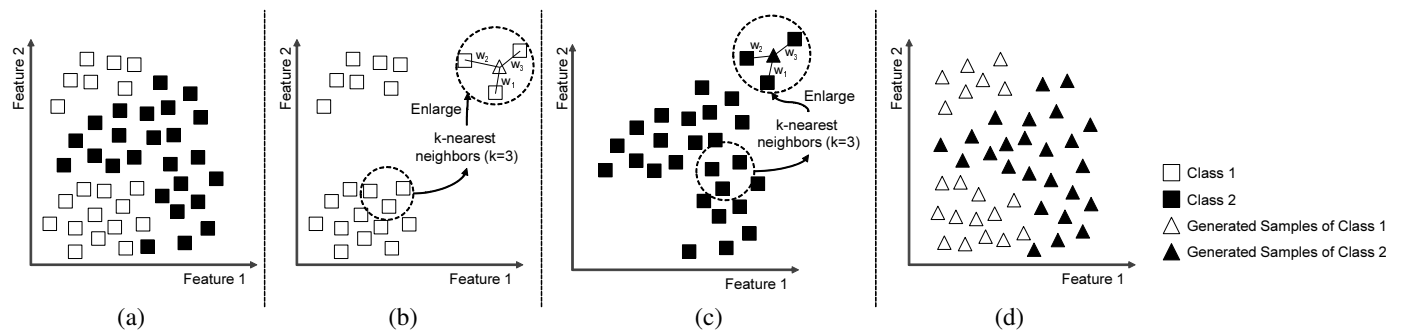 Feature 2
Feature 1
(a)
Feature 2
w2
w3
w1
Enlarge
k-nearest
neighbors (k=3)
Feature 1
(b)
Feature 2
w2
w3
w1
Enlarge
k-nearest
neighbors (k=3)
Feature 1
(c)
Feature 2
Feature 1
(d)
Class 1
Class 2
Generated Samples of Class 1
Generated Samples of Class 2